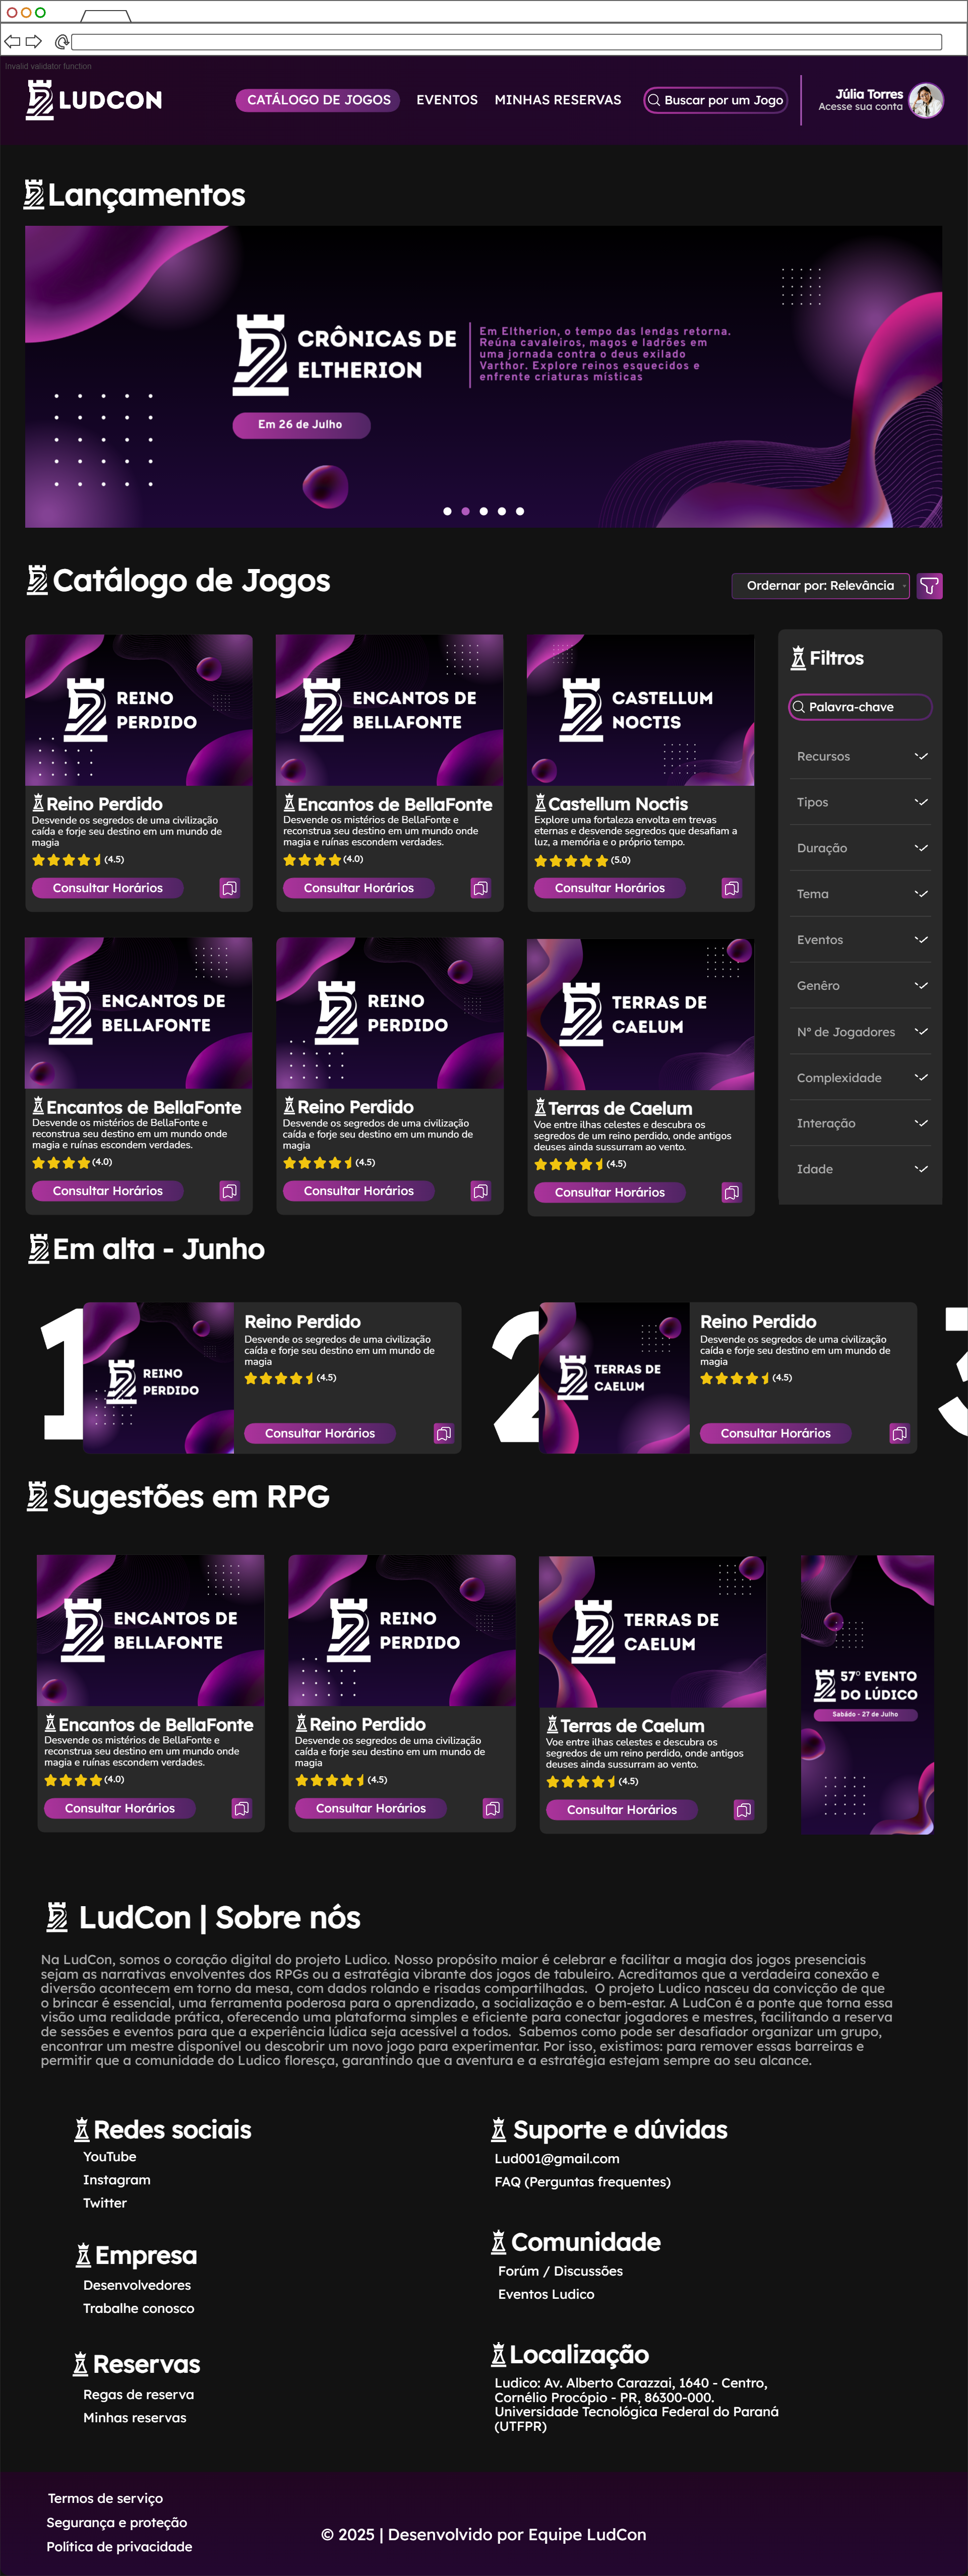 Invalid validator function
LUDCON
CATÁLOGO DE JOGOS
EVENTOS
MINHAS RESERVAS
Buscar por um Jogo
Júlia Torres
Acesse sua conta
Lançamentos
CRÔNICAS DE
ELTHERION
Em Eltherion, o tempo das lendas retorna.
Reúna cavaleiros, magos e ladrões em
uma jornada contra o deus exilado
Varthor. Explore reinos esquecidos e
enfrente criaturas místicas
Em 26 de Julho
Catálogo de Jogos
Ordernar por: Relevância
REINO
PERDIDO
Reino Perdido
Desvende os segredos de uma civilização
caída e forje seu destino em um mundo de
magia
(4.5)
Consultar Horários
ENCANTOS DE
BELLAFONTE
Encantos de BellaFonte
Desvende os mistérios de BellaFonte e
reconstrua seu destino em um mundo onde
magia e ruínas escondem verdades.
(4.0)
Consultar Horários
CASTELLUM
NOCTIS
Castellum Noctis
Explore uma fortaleza envolta em trevas
eternas e desvende segredos que desafiam a
luz, a memória e o próprio tempo.
(5.0)
Consultar Horários
Filtros
Palavra-chave
Recursos
Tipos
Duração
Tema
Eventos
Genêro
Nº de Jogadores
Complexidade
Interação
Idade
ENCANTOS DE
BELLAFONTE
Encantos de BellaFonte
Desvende os mistérios de BellaFonte e
reconstrua seu destino em um mundo onde
magia e ruínas escondem verdades.
(4.0)
Consultar Horários
REINO
PERDIDO
Reino Perdido
Desvende os segredos de uma civilização
caída e forje seu destino em um mundo de
magia
(4.5)
Consultar Horários
TERRAS DE
CAELUM
Terras de Caelum
Voe entre ilhas celestes e descubra os
segredos de um reino perdido, onde antigos
deuses ainda sussurram ao vento.
(4.5)
Consultar Horários
Em alta - Junho
1
REINO
PERDIDO
Reino Perdido
Desvende os segredos de uma civilização
caída e forje seu destino em um mundo de
magia
(4.5)
Consultar Horários
2
TERRAS DE
CAELUM
Reino Perdido
Desvende os segredos de uma civilização
caída e forje seu destino em um mundo de
magia
(4.5)
Consultar Horários
3
Sugestões em RPG
ENCANTOS DE
BELLAFONTE
Encantos de BellaFonte
Desvende os mistérios de BellaFonte e
reconstrua seu destino em um mundo onde
magia e ruínas escondem verdades.
(4.0)
Consultar Horários
REINO
PERDIDO
Reino Perdido
Desvende os segredos de uma civilização
caída e forje seu destino em um mundo de
magia
(4.5)
Consultar Horários
TERRAS DE
CAELUM
Terras de Caelum
Voe entre ilhas celestes e descubra os
segredos de um reino perdido, onde antigos
deuses ainda sussurram ao vento.
(4.5)
Consultar Horários
57º EVENTO
DO LÚDICO
Sabádo - 27 de Julho
LudCon | Sobre nós
Na LudCon, somos o coração digital do projeto Ludico. Nosso propósito maior é celebrar e facilitar a magia dos jogos presenciais
sejam as narrativas envolventes dos RPGs ou a estratégia vibrante dos jogos de tabuleiro. Acreditamos que a verdadeira conexão e
diversão acontecem em torno da mesa, com dados rolando e risadas compartilhadas. O projeto Ludico nasceu da convicção de que
o brincar é essencial, uma ferramenta poderosa para o aprendizado, a socialização e o bem-estar. A LudCon é a ponte que torna essa
visão uma realidade prática, oferecendo uma plataforma simples e eficiente para conectar jogadores e mestres, facilitando a reserva
de sessões e eventos para que a experiência lúdica seja acessível a todos. Sabemos como pode ser desafiador organizar um grupo,
encontrar um mestre disponível ou descobrir um novo jogo para experimentar. Por isso, existimos: para remover essas barreiras e
permitir que a comunidade do Ludico floresça, garantindo que a aventura e a estratégia estejam sempre ao seu alcance.
Redes sociais
YouTube
Instagram
Twitter
Suporte e dúvidas
Lud001@gmail.com
FAQ (Perguntas frequentes)
Empresa
Desenvolvedores
Trabalhe conosco
Comunidade
Forúm / Discussões
Eventos Ludico
Reservas
Regas de reserva
Minhas reservas
Localização
Ludico: Av. Alberto Carazzai, 1640 - Centro,
Cornélio Procópio - PR, 86300-000.
Universidade Tecnológica Federal do Paraná
(UTFPR)
Termos de serviço
Segurança e proteção
Política de privacidade
© 2025 | Desenvolvido por Equipe LudCon